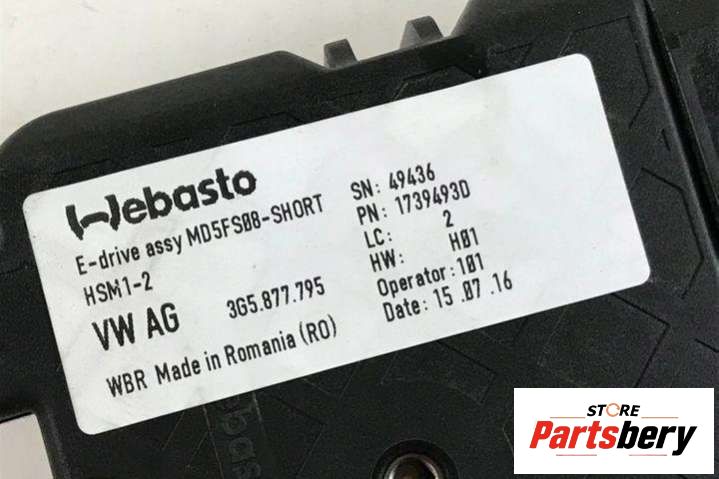 Webasto
E-drive assy MD5FS08-SHORT
HSM1-2
VW AG 3G5.877.795
WBR Made in Romania (RO)
SN: 49436
PN: 1739493D
LC: 2
HW: H01
Operator: 101
Date: 15 .07 .16
ebasto
STORE
Partsbery